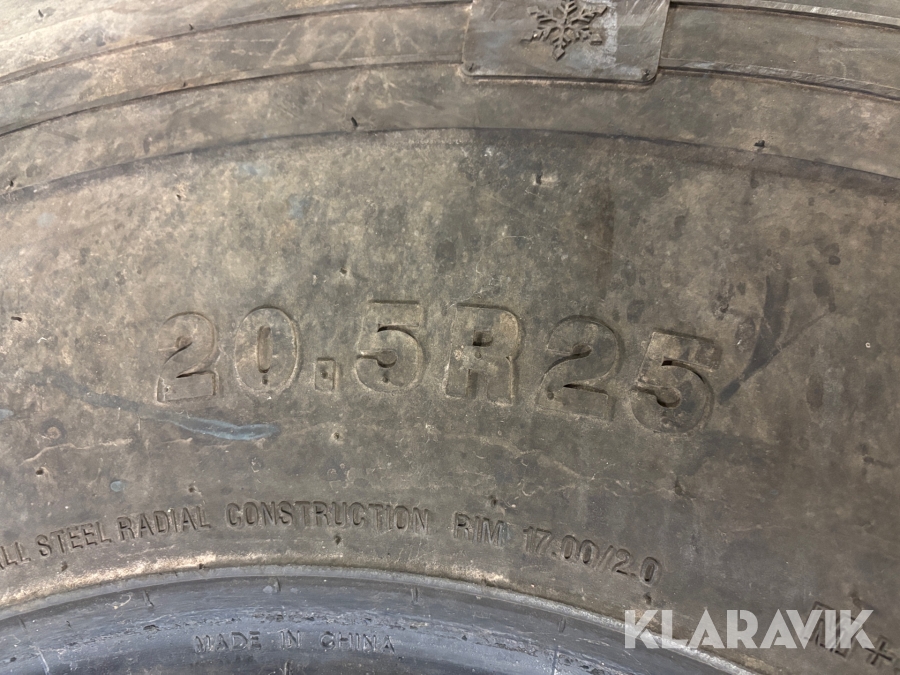 20.5R25
ALL STEEL RADIAL CONSTRUCTION RIM 17.00/2.0
MADE IN CHINA
KLARAVIK